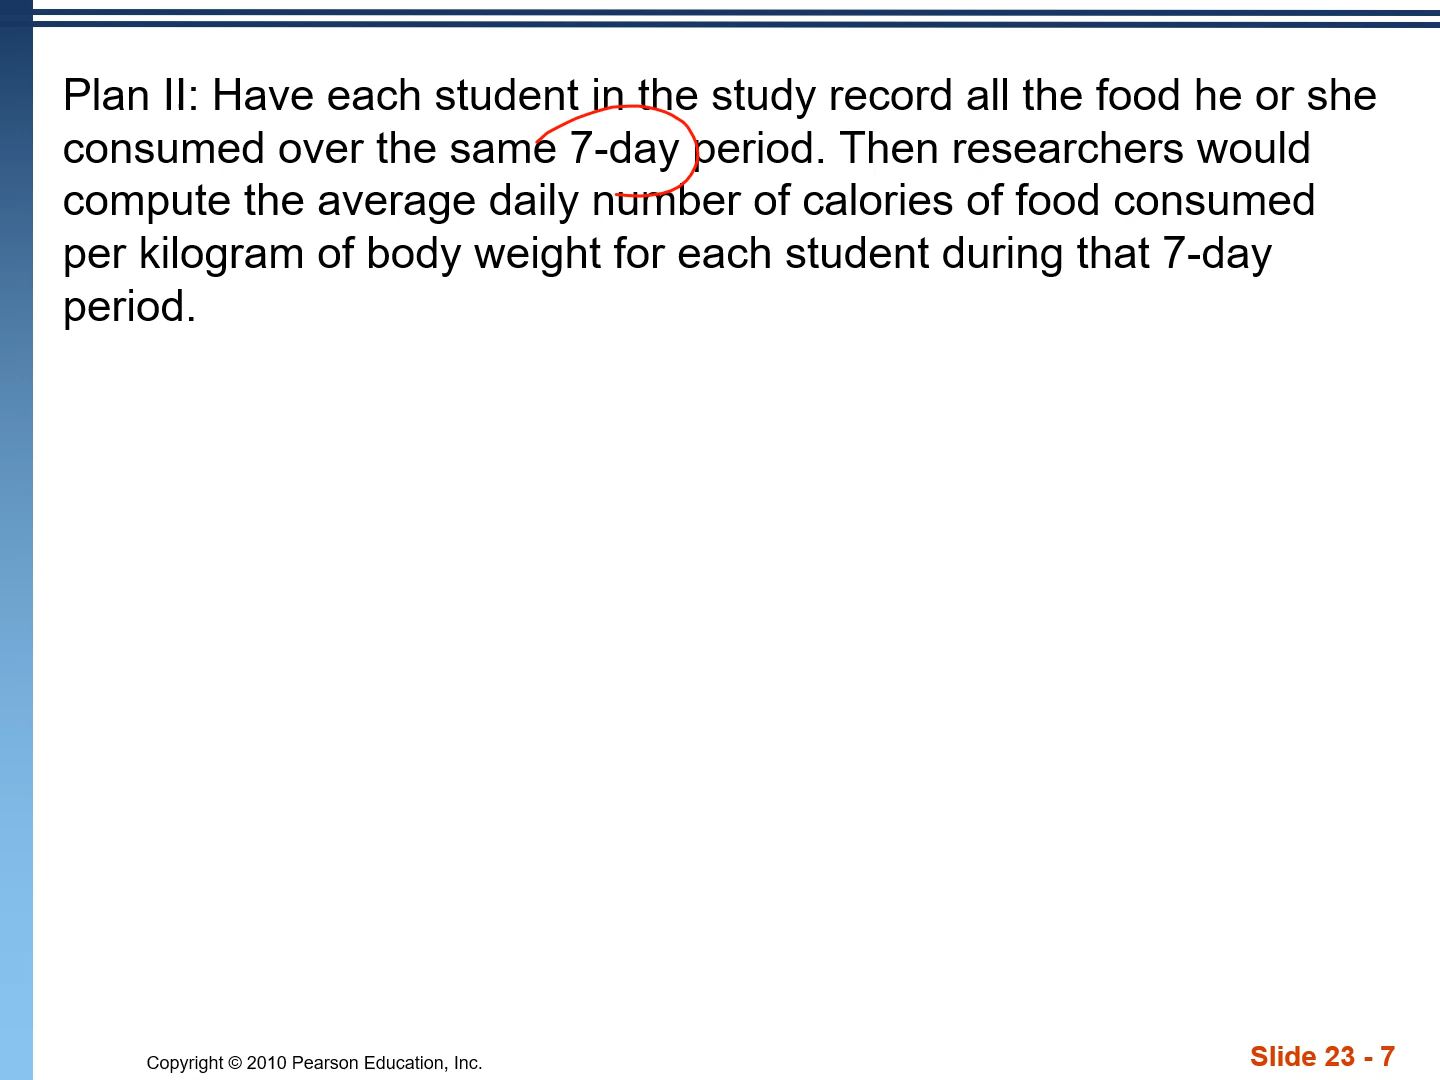 Plan II: Have each student in the study record all the food he or she
consumed over the same 7-day period. Then researchers would
compute the average daily number of calories of food consumed
per kilogram of body weight for each student during that 7-day
period.
Copyright © 2010 Pearson Education, Inc.
Slide 23 - 7